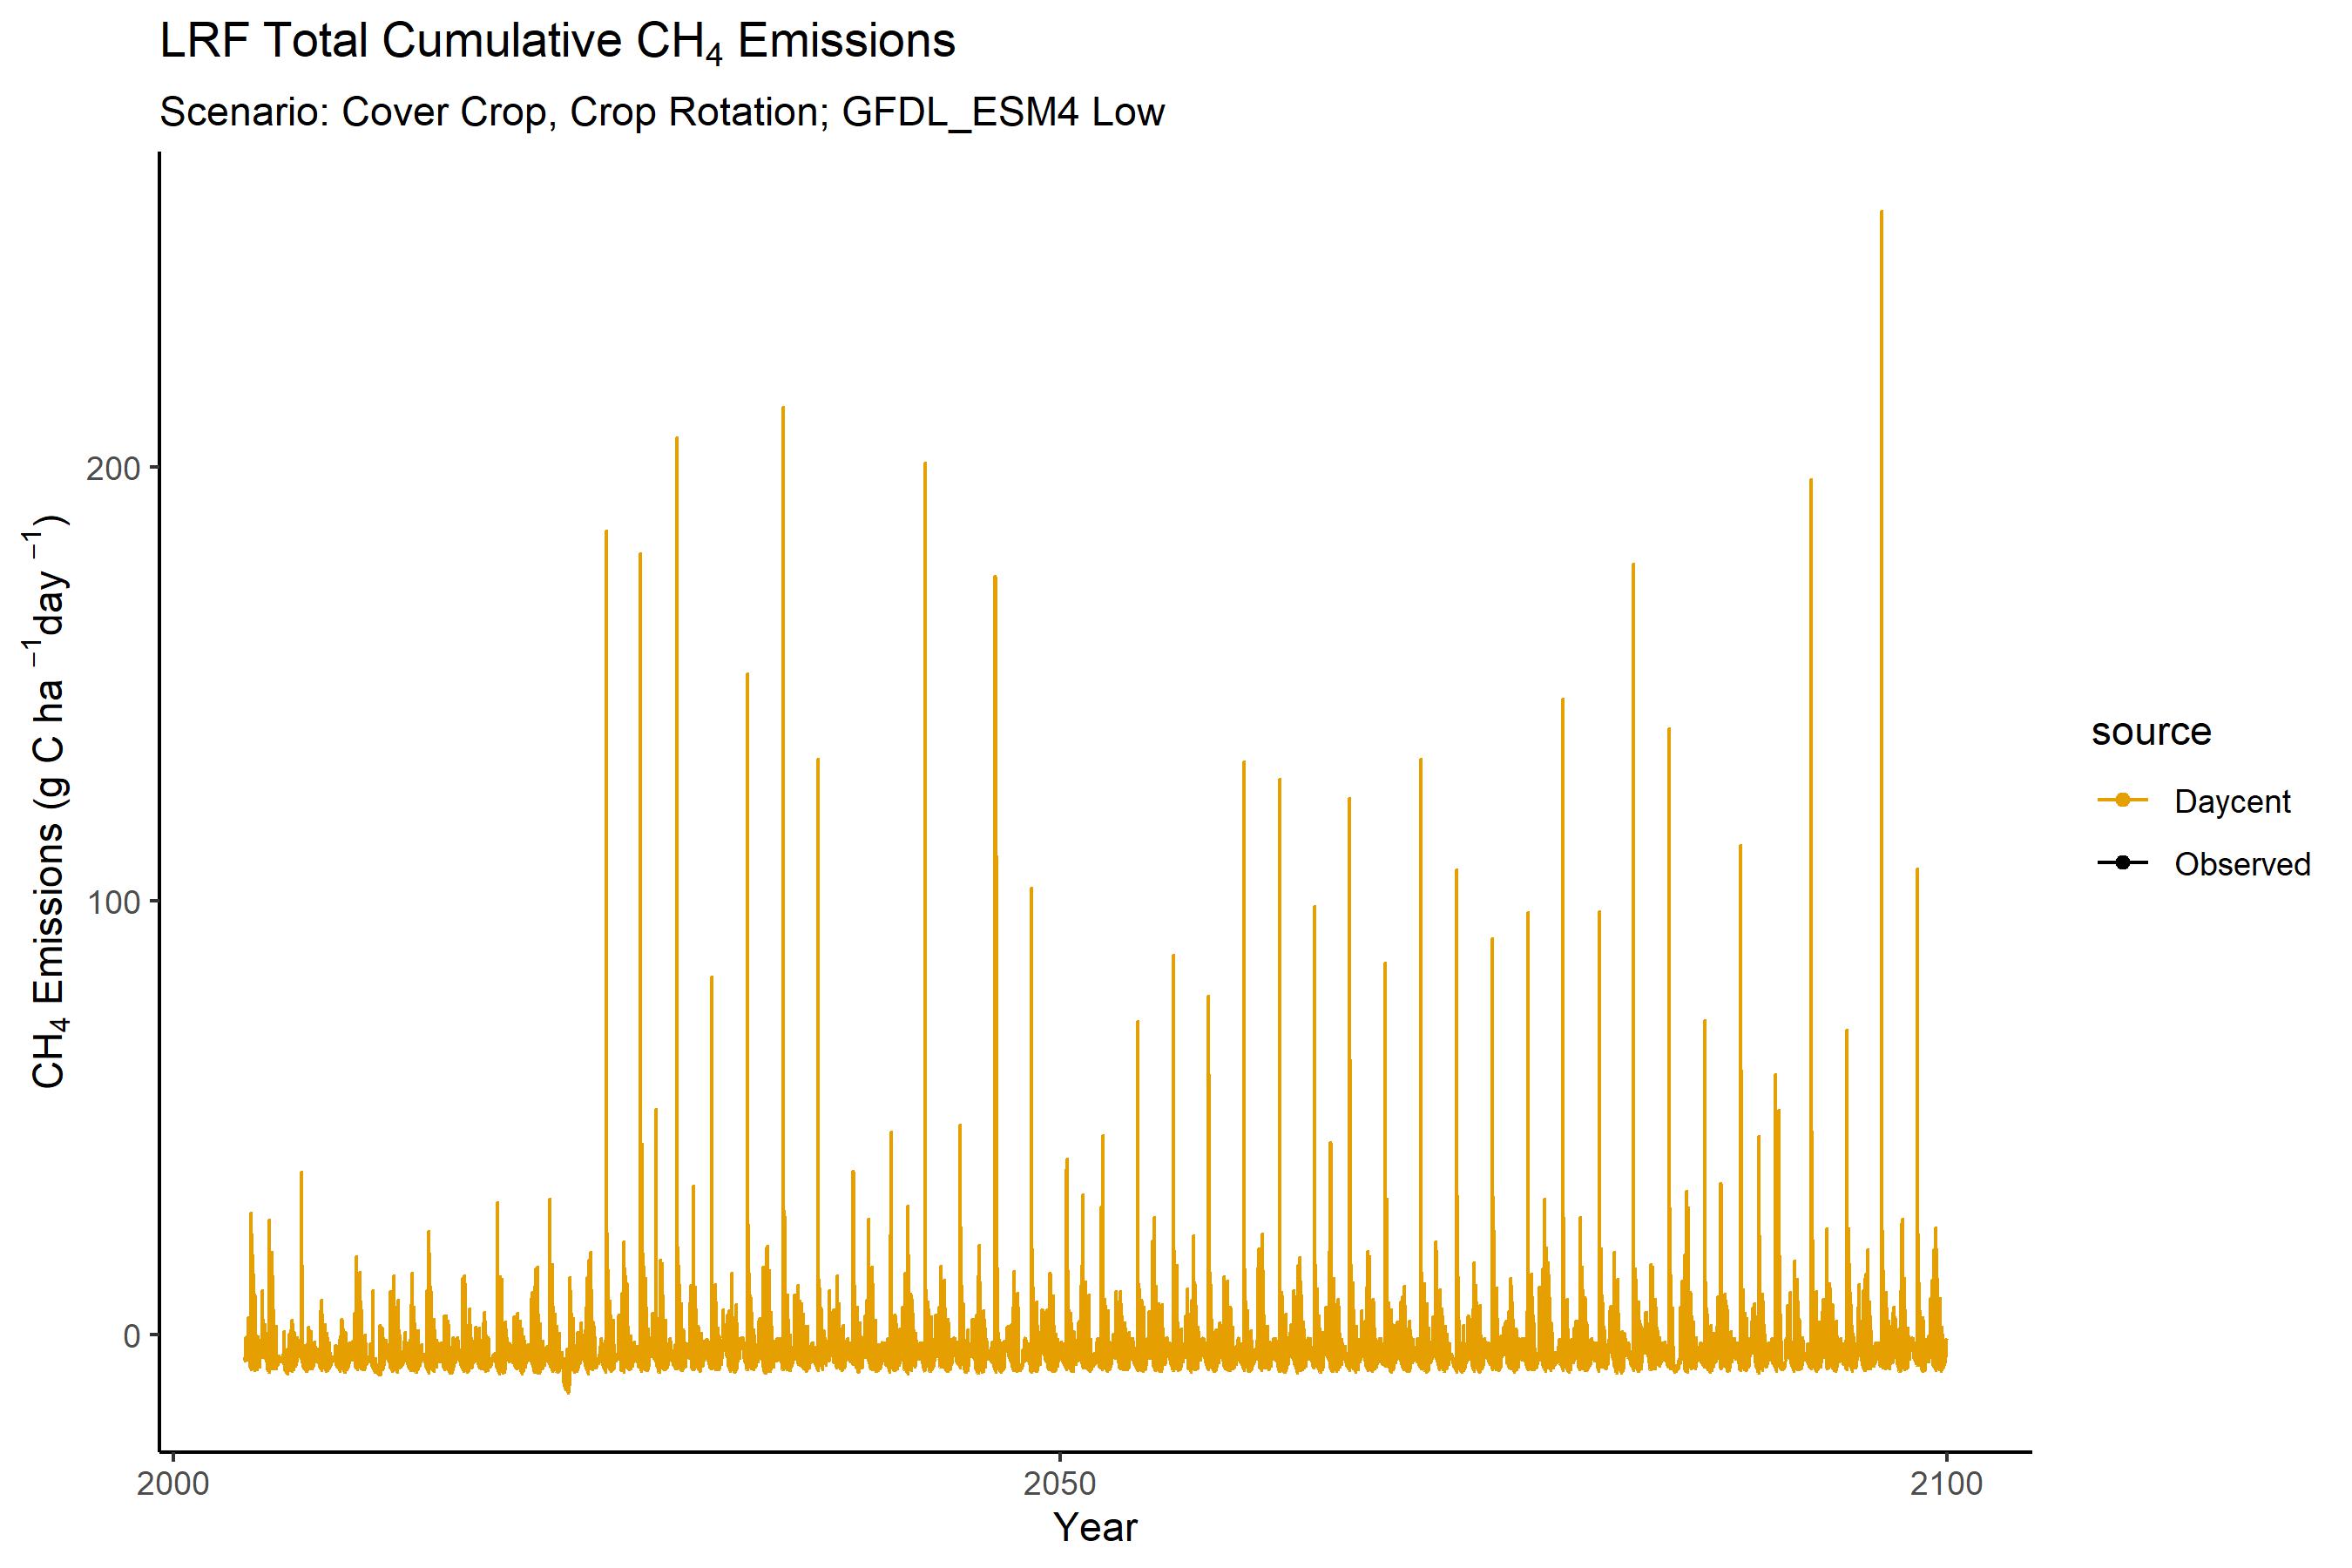 LRF Total Cumulative CH₄ Emissions
Scenario: Cover Crop, Crop Rotation; GFDL_ESM4 Low
CH₄ Emissions (g C ha ⁻¹day ⁻¹)
200
100
0
2000
2050
2100
Year
source
Daycent
Observed